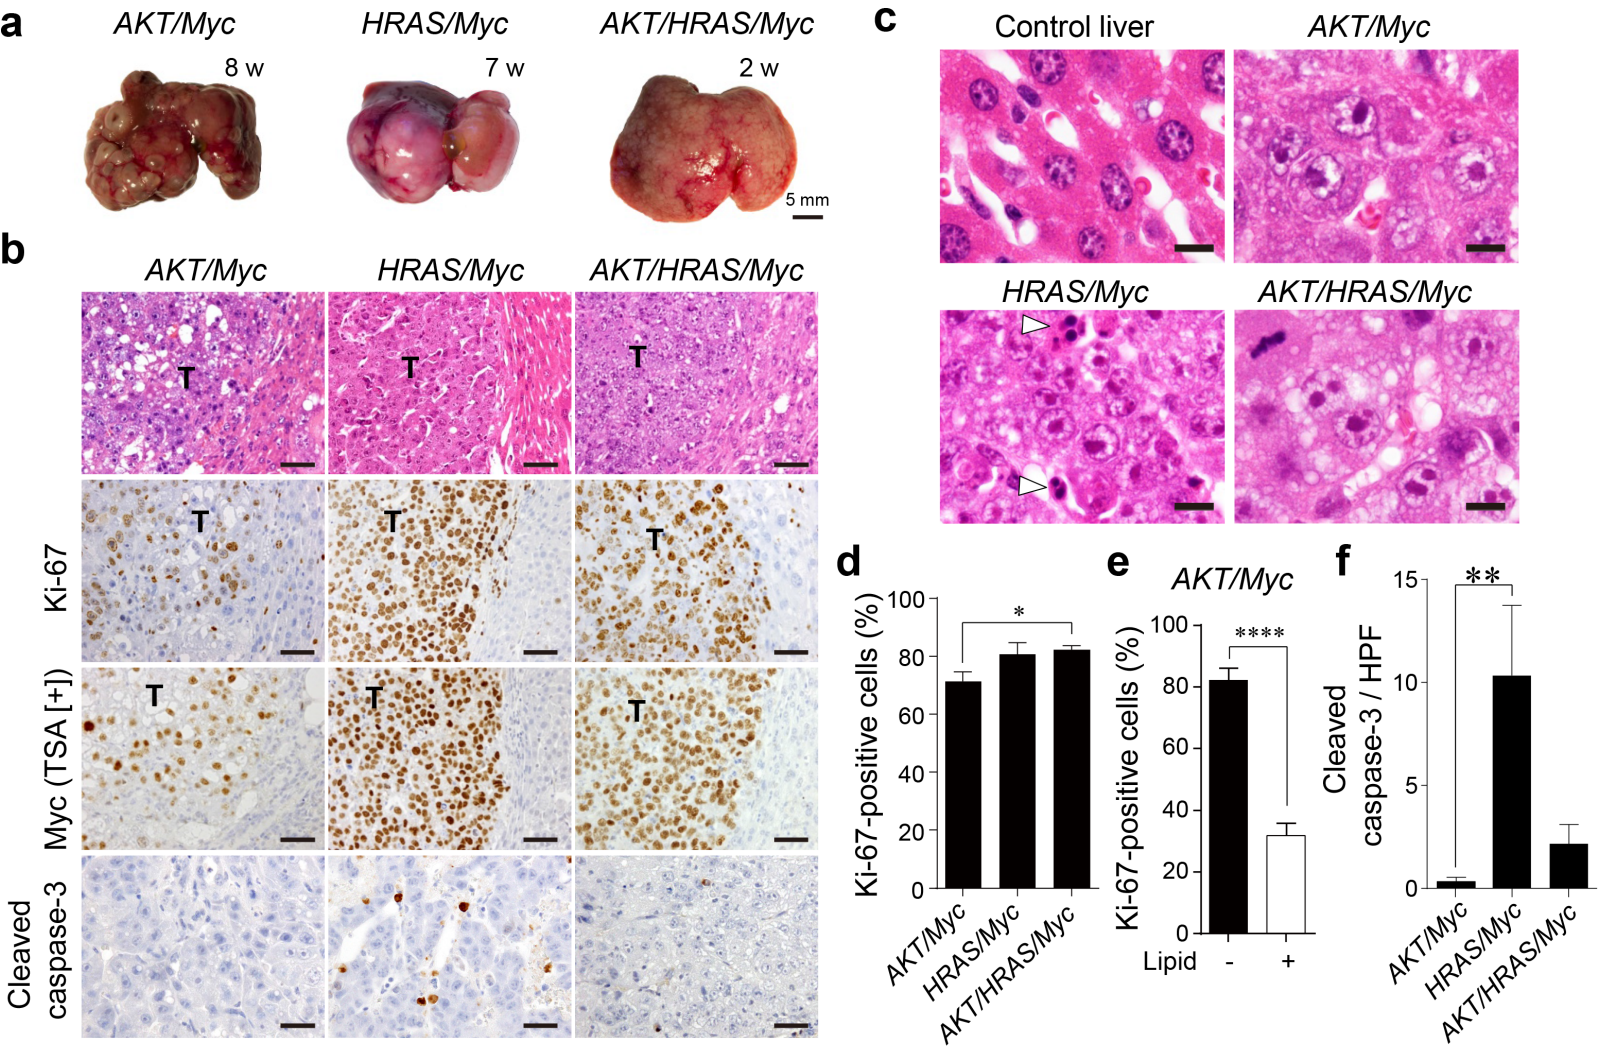 a
AKT/Myc
HRAS/Myc
AKT/HRAS/Myc
8 w
7 w
2 w
5 mm
b
AKT/Myc
HRAS/Myc
AKT/HRAS/Myc
T
T
T
Ki-67
T
T
T
Myc (TSA [+])
T
T
T
Cleaved
caspase-3
c
Control liver
AKT/Myc
HRAS/Myc
AKT/HRAS/Myc
d
Ki-67-positive cells (%)
100
80
60
40
20
0
*
AKT/Myc
HRAS/Myc
AKT/HRAS/Myc
e
AKT/Myc
Ki-67-positive cells (%)
100
80
60
40
20
0
****
Lipid - +
f
Cleaved
caspase-3 / HPF
15
10
5
0
**
AKT/Myc
HRAS/Myc
AKT/HRAS/Myc